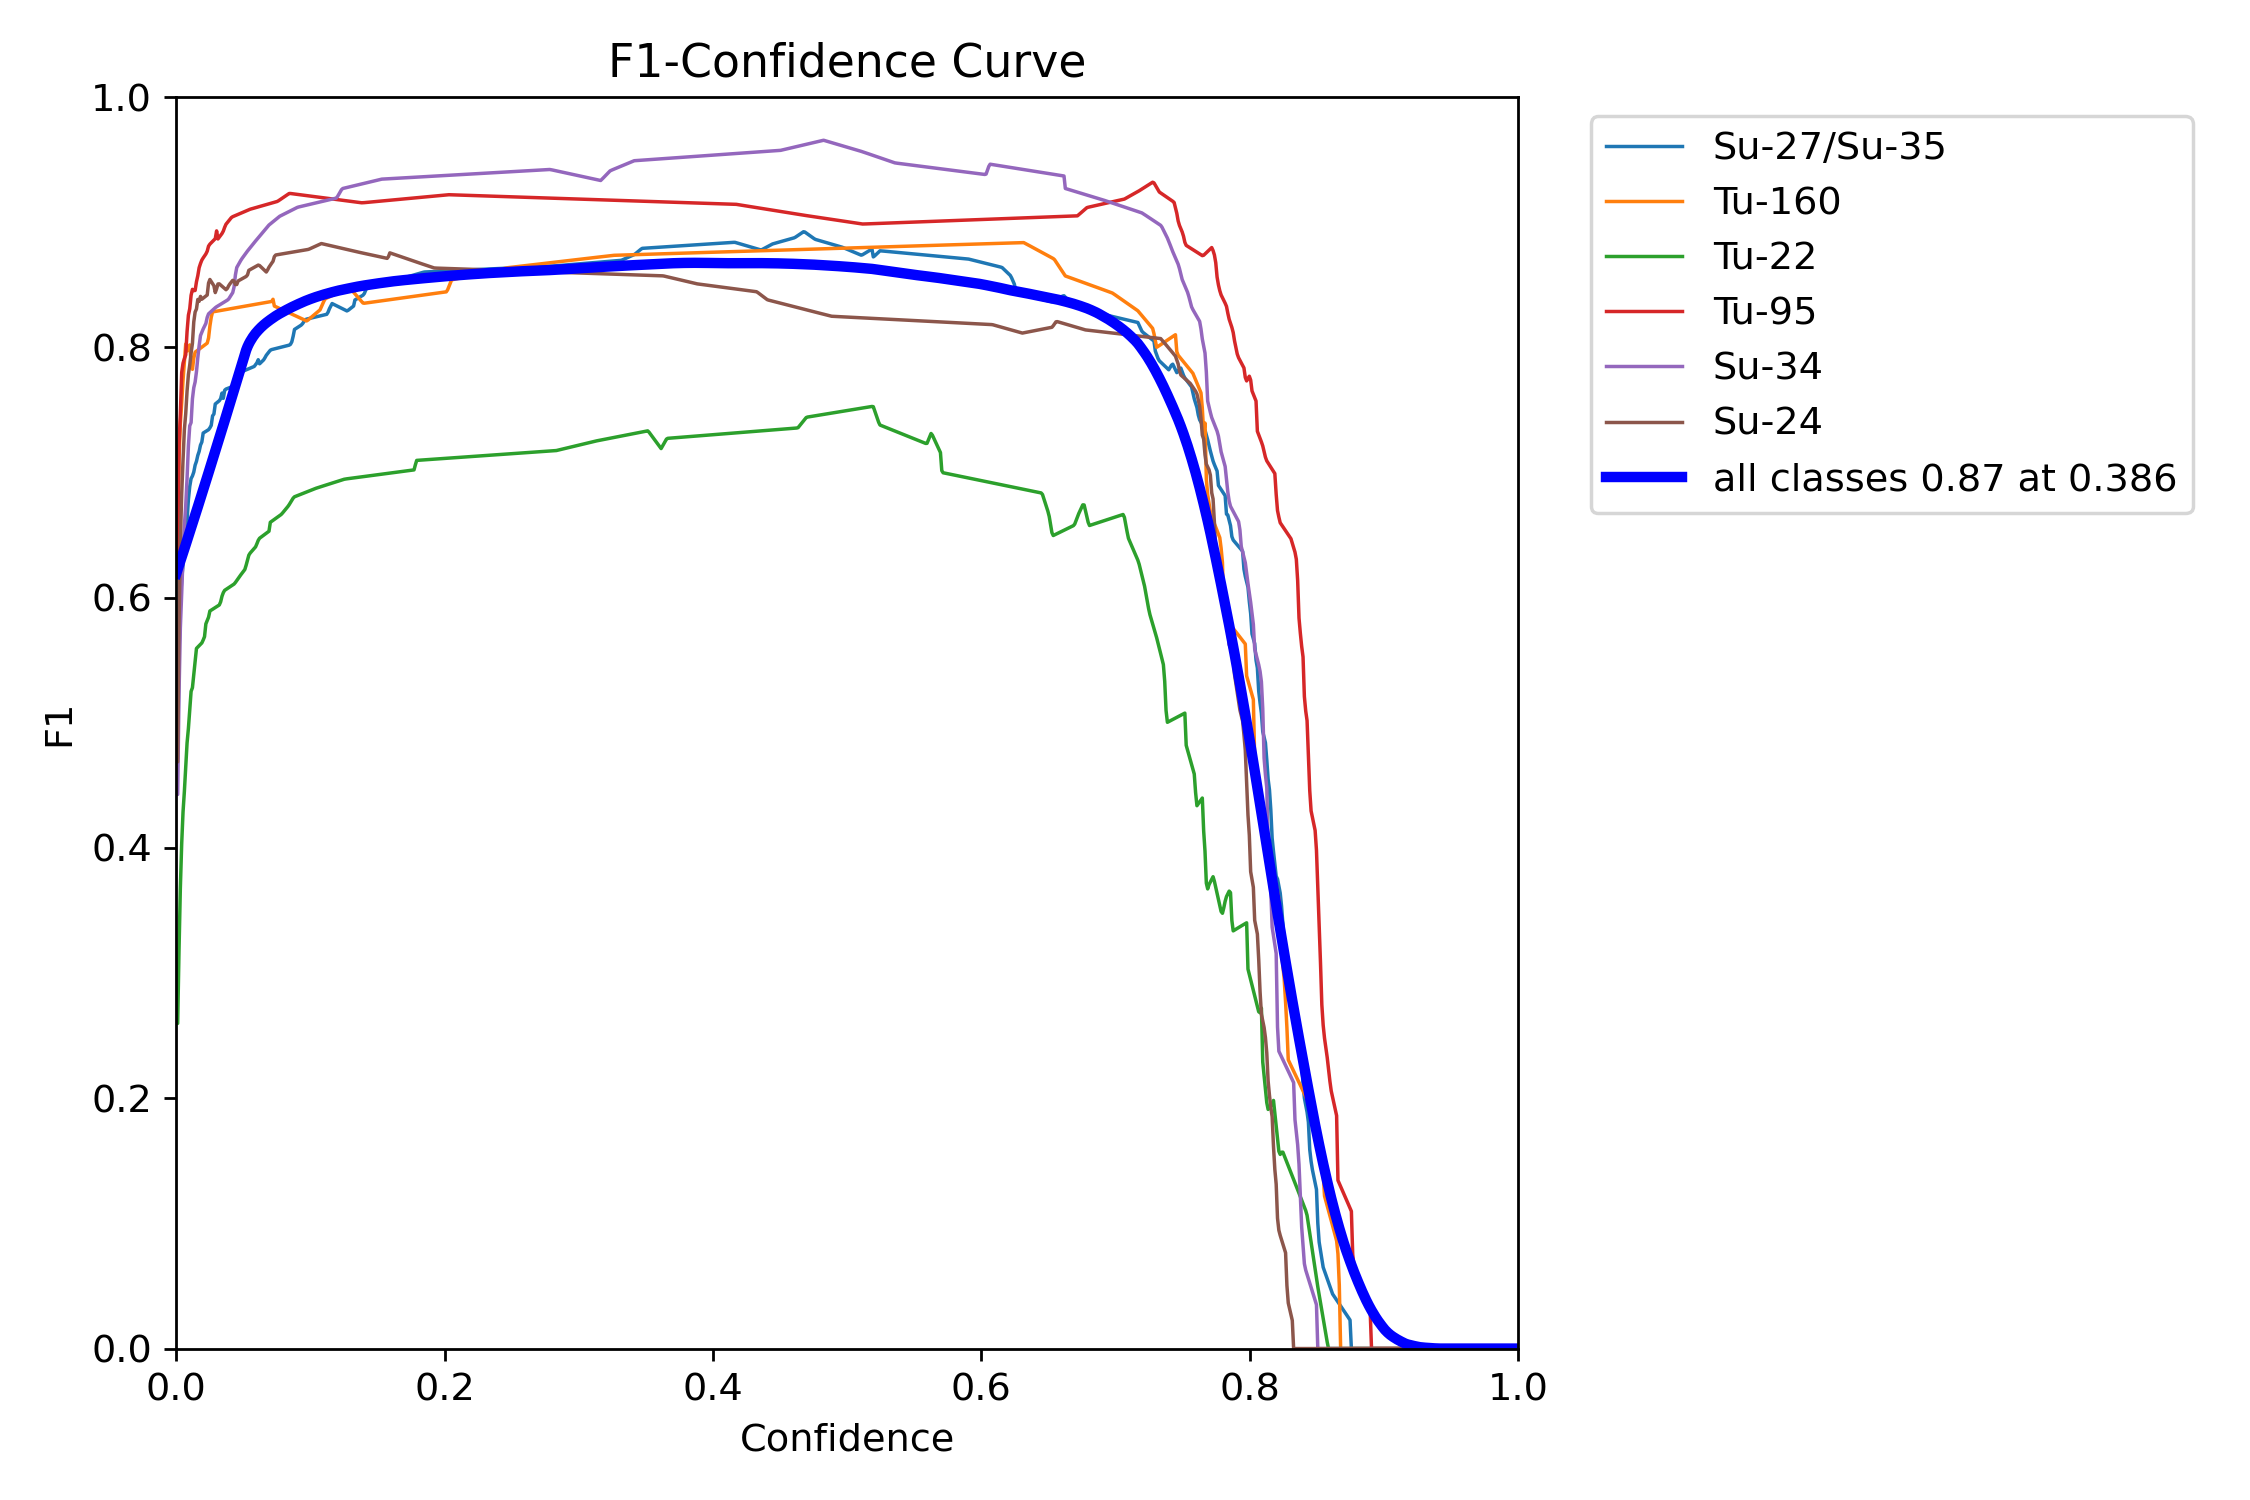 F1-Confidence Curve
1.0
0.8
0.6
0.4
0.2
0.0
F1
0.0 0.2 0.4 0.6 0.8 1.0
Confidence
Su-27/Su-35
Tu-160
Tu-22
Tu-95
Su-34
Su-24
all classes 0.87 at 0.386